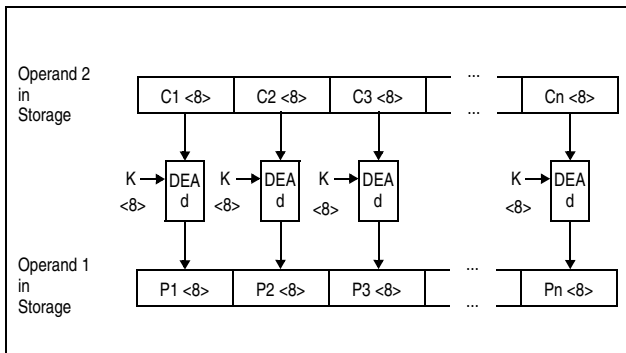 Operand 2
in
Storage
C1 <8>
C2 <8>
C3 <8>
...
...
Cn <8>
K
<8>
DEA
d
K
<8>
DEA
d
K
<8>
DEA
d
K
<8>
DEA
d
Operand 1
in
Storage
P1 <8>
P2 <8>
P3 <8>
...
...
Pn <8>